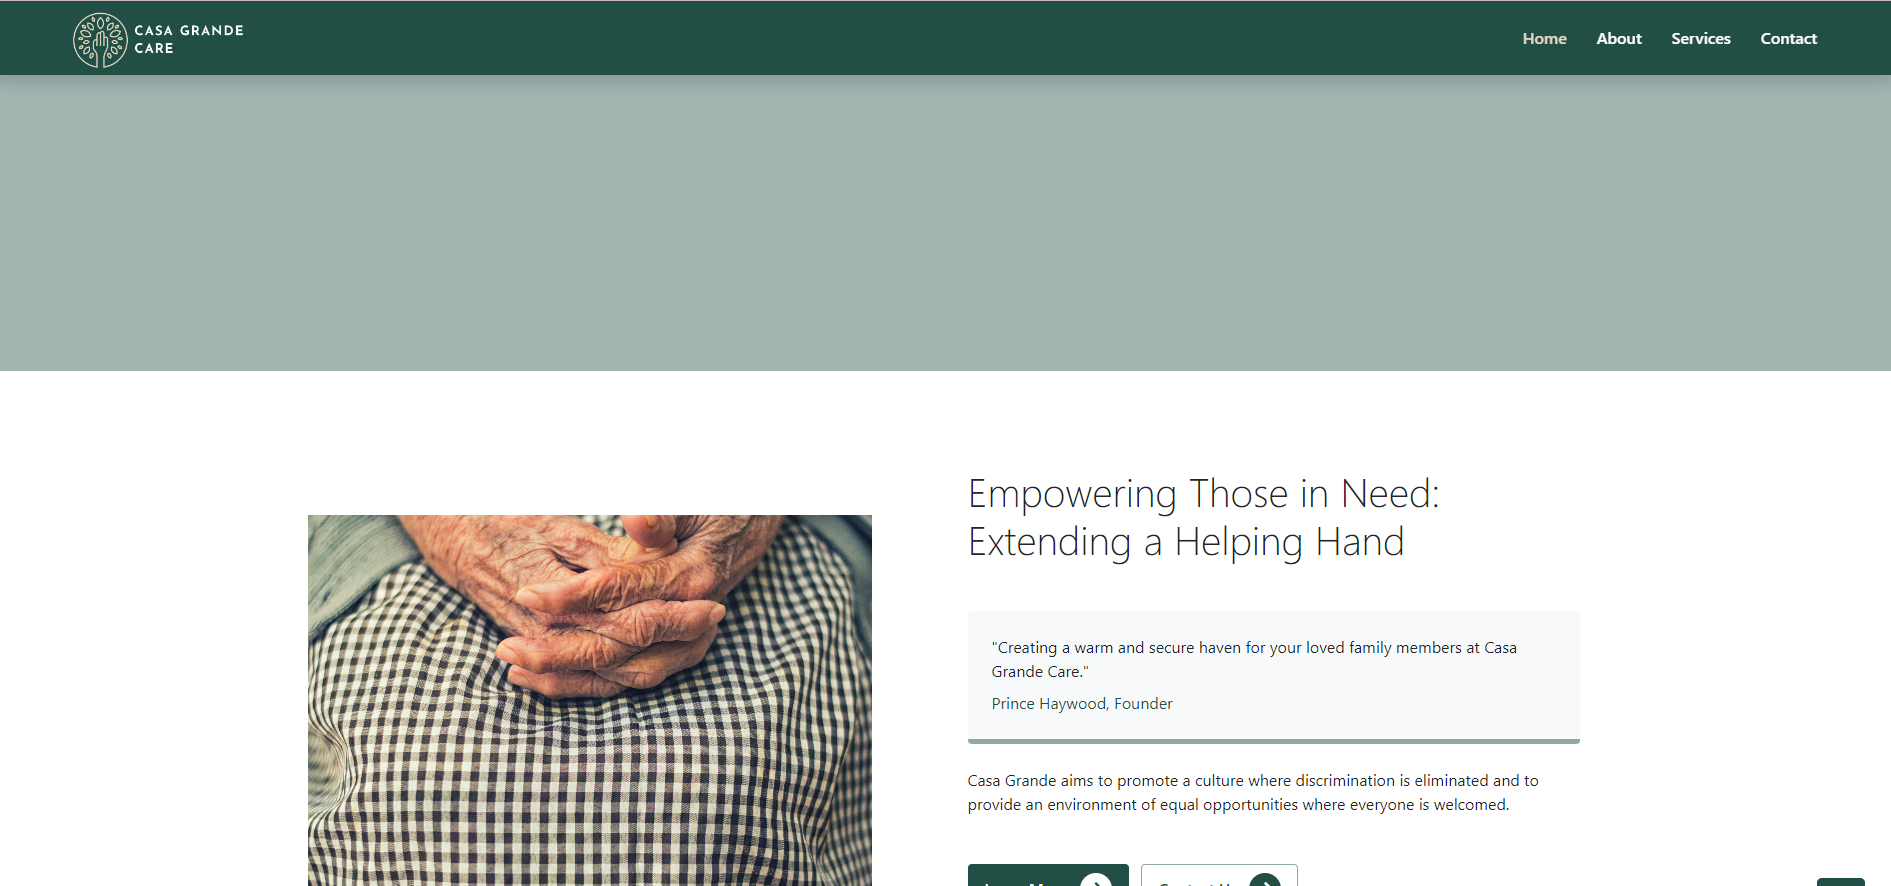 CASA GRANDE
CARE
Home About Services Contact
Empowering Those in Need:
Extending a Helping Hand
"Creating a warm and secure haven for your loved family members at Casa
Grande Care."
Prince Haywood, Founder
Casa Grande aims to promote a culture where discrimination is eliminated and to
provide an environment of equal opportunities where everyone is welcomed.